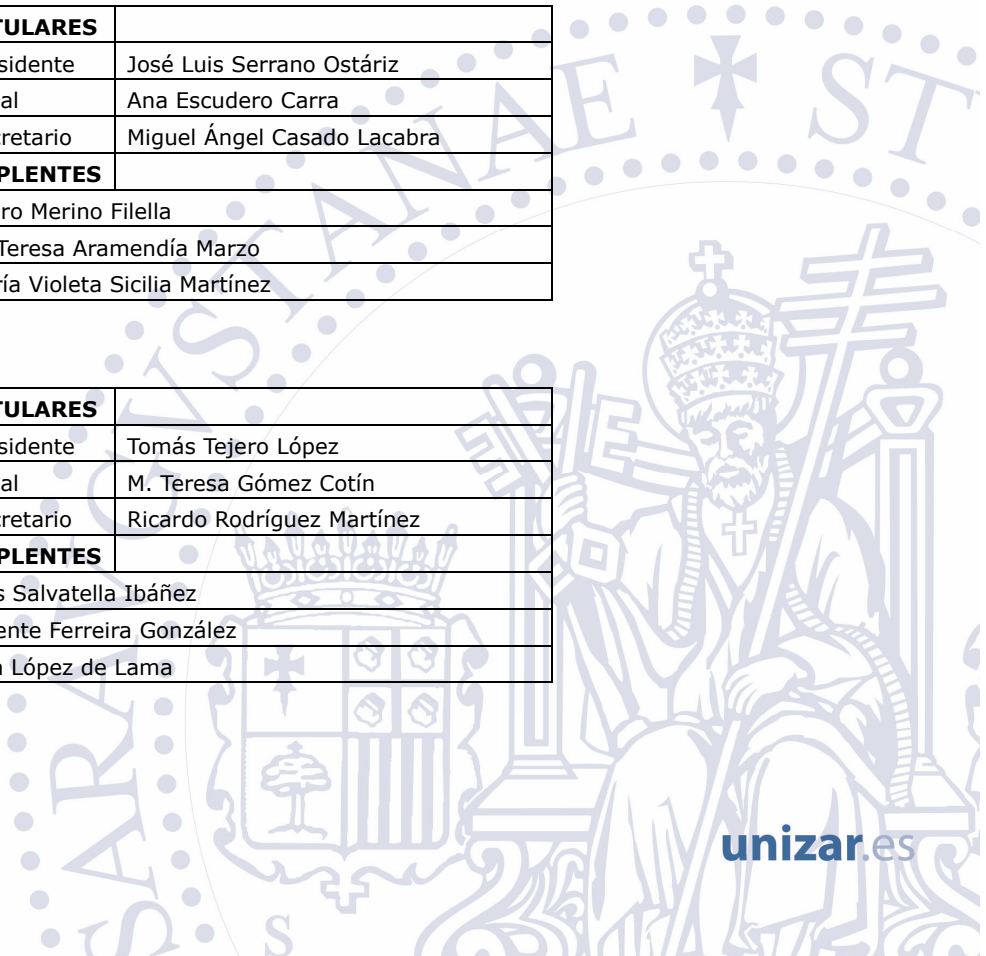 TULARES
sidente José Luis Serrano Ostáriz
al Ana Escudero Carra
retario Miguel Ángel Casado Lacabra
PLENTES
ro Merino Filella
Teresa Aramendía Marzo
ría Violeta Sicilia Martínez
TULARES
sidente Tomás Tejero López
al M. Teresa Gómez Cotín
retario Ricardo Rodríguez Martínez
PLENTES
s Salvatella Ibáñez
ente Ferreira González
López de Lama
unizar.es
SARAVGVSTANAE ST
S